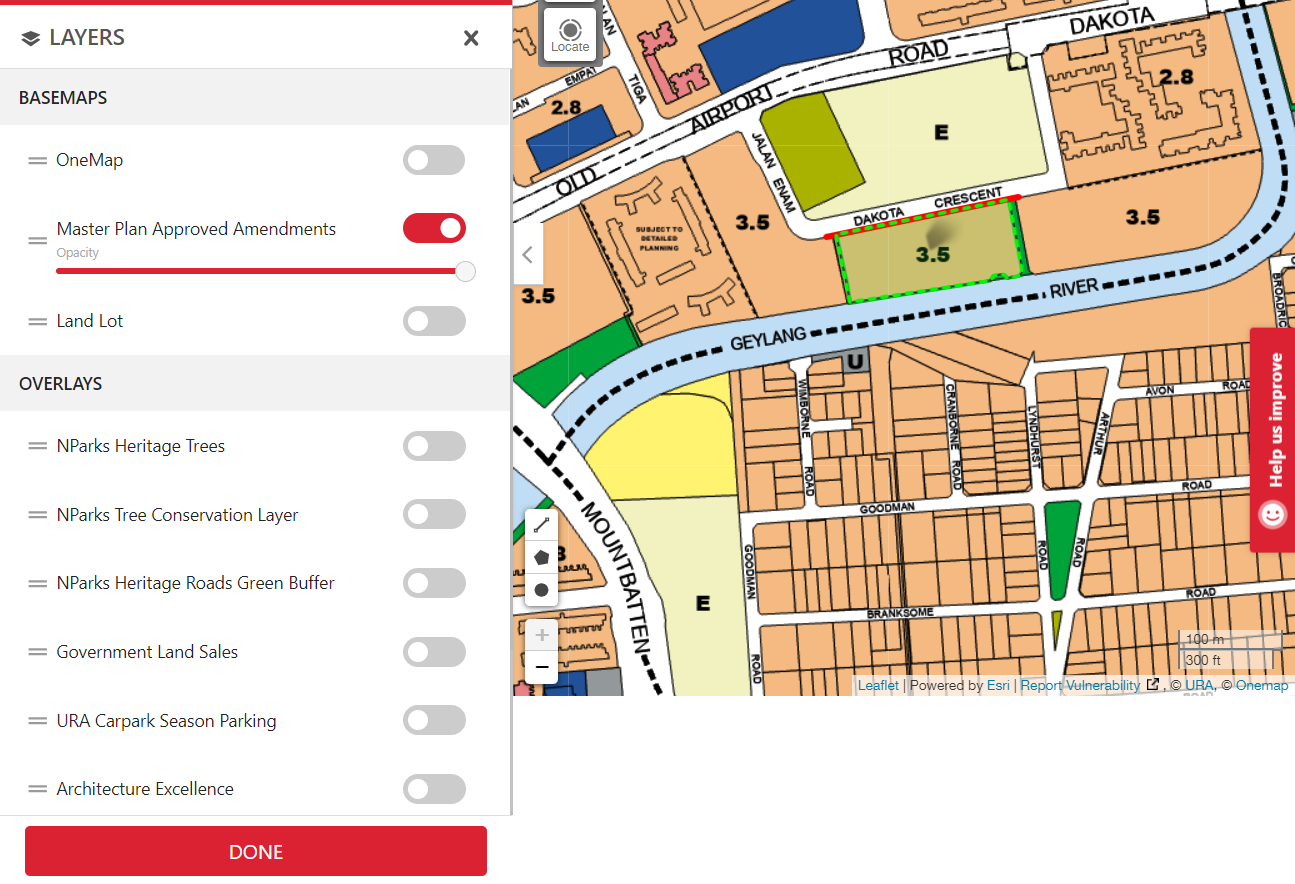 LAYERS
BASEMAPS
OneMap
Master Plan Approved Amendments
Opacity
Land Lot
OVERLAYS
NParks Heritage Trees
NParks Tree Conservation Layer
NParks Heritage Roads Green Buffer
Government Land Sales
URA Carpark Season Parking
Architecture Excellence
DONE
Locate
DAKOTA
ROAD
AIRPORT
OLD
EMPAT
TIGA
2.8
2.8
E
JALAN ENAM
DAKOTA CRESCENT
SUBJECT TO
DETAILED
PLANNING
3.5
3.5
3.5
3.5
GEYLANG
RIVER
U
WIMBORNE
ROAD
CRANBORNE
ROAD
LYNDHURST
ROAD
ARTHUR
ROAD
AVON
ROAD
GOODMAN
ROAD
GOODMAN
ROAD
BRANKSOME
ROAD
MOUNTBATTEN
E
Help us improve
100 m
300 ft
Leaflet | Powered by Esri | Report Vulnerability , © URA, © Onemap